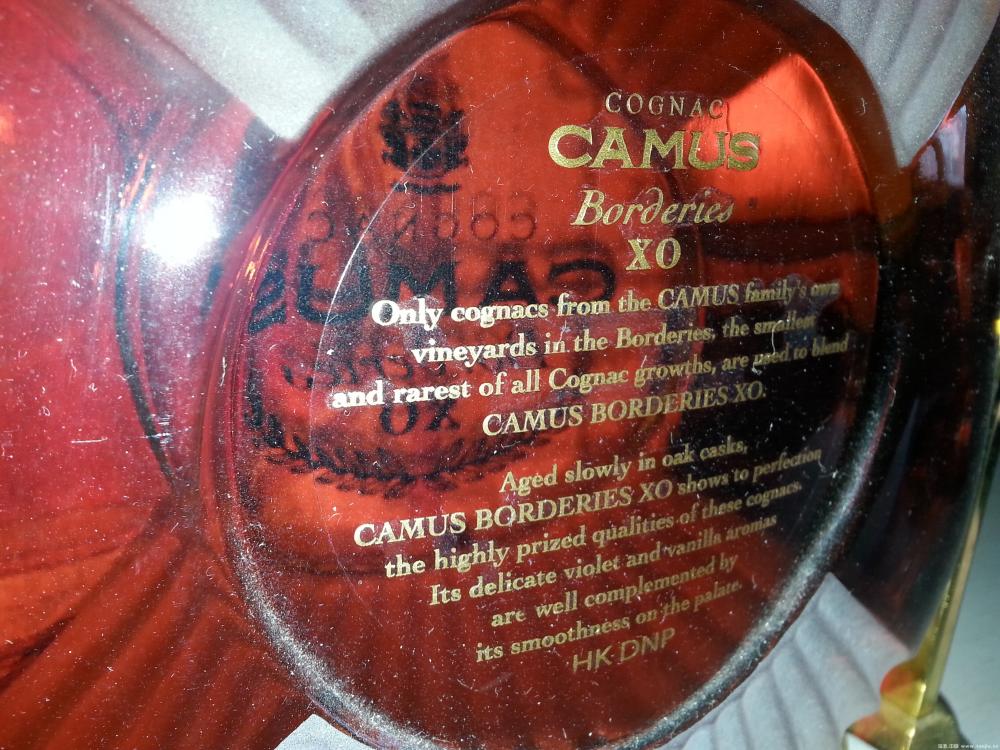 COGNAC
CAMUS
Borderies
XO
Only cognacs from the CAMUS family's own
vineyards in the Borderies, the smallest
and rarest of all Cognac growths, are used to blend
CAMUS BORDERIES XO.
Aged slowly in oak casks,
CAMUS BORDERIES XO shows to perfection
the highly prized qualities of these cognacs.
Its delicate violet and vanilla aromas
are well complemented by
its smoothness on the palate.
HK DNP
COGNAC
CAMUS
XO